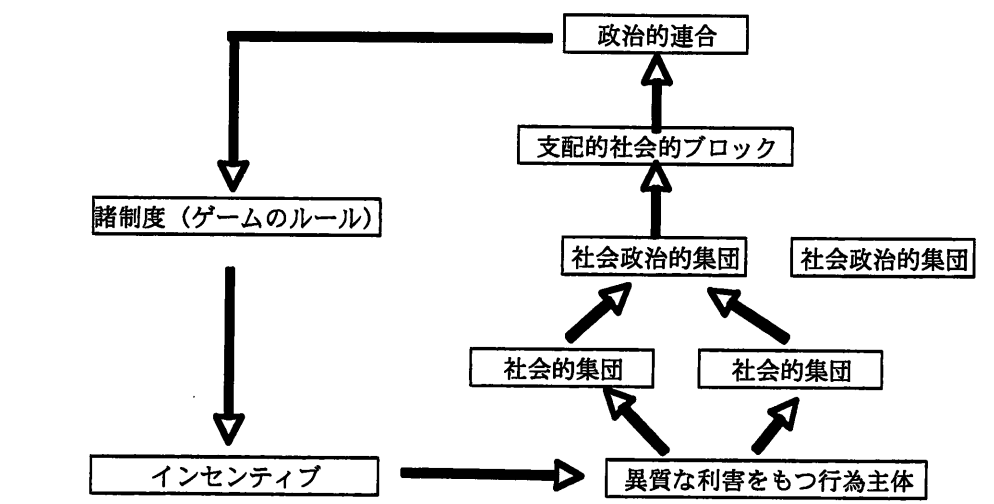 政治的連合
支配的社会的ブロック
諸制度（ゲームのルール）
社会政治的集団
社会政治的集団
社会的集団
社会的集団
インセンティブ
異質な利害をもつ行為主体